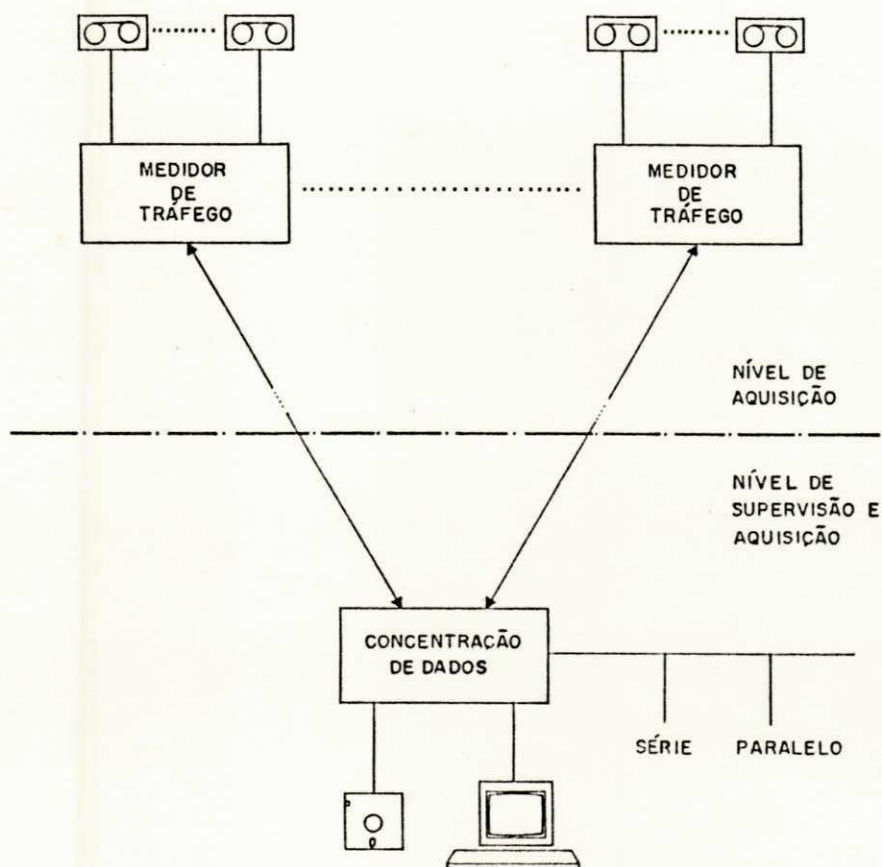 MEDIDOR
DE
TRÁFEGO
MEDIDOR
DE
TRÁFEGO
NÍVEL DE
AQUISIÇÃO
NÍVEL DE
SUPERVISÃO E
AQUISIÇÃO
CONCENTRAÇÃO
DE DADOS
SÉRIE
PARALELO